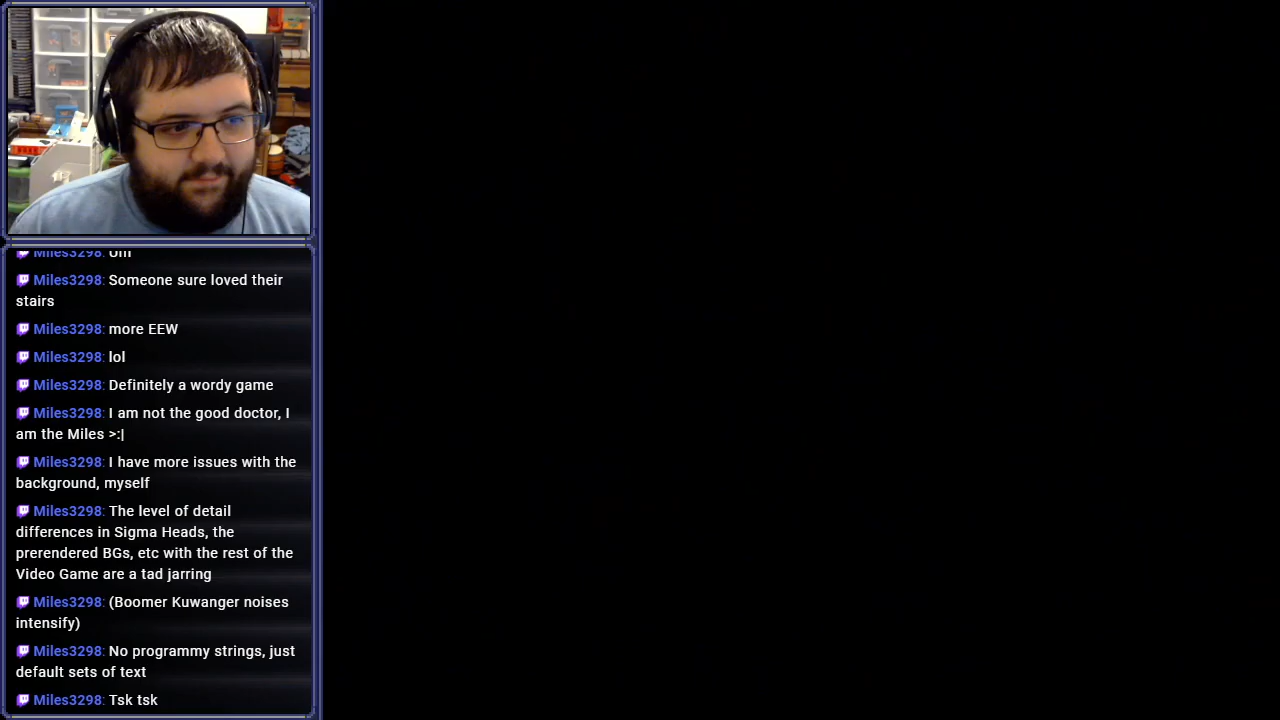 Miles3298: Um
Miles3298: Someone sure loved their
stairs
Miles3298: more EEW
Miles3298: lol
Miles3298: Definitely a wordy game
Miles3298: I am not the good doctor, I
am the Miles >:|
Miles3298: I have more issues with the
background, myself
Miles3298: The level of detail
differences in Sigma Heads, the
prerendered BGs, etc with the rest of the
Video Game are a tad jarring
Miles3298: (Boomer Kuwanger noises
intensify)
Miles3298: No programmy strings, just
default sets of text
Miles3298: Tsk tsk